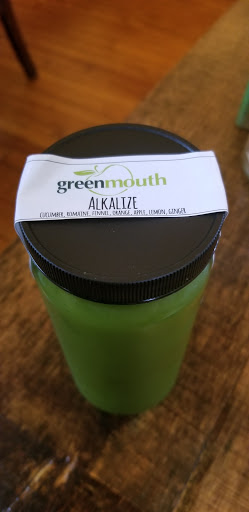 greenmouth
ALKALIZE
CUCUMBER, ROMAINE, FENNEL, ORANGE, APPLE, LEMON, GINGER